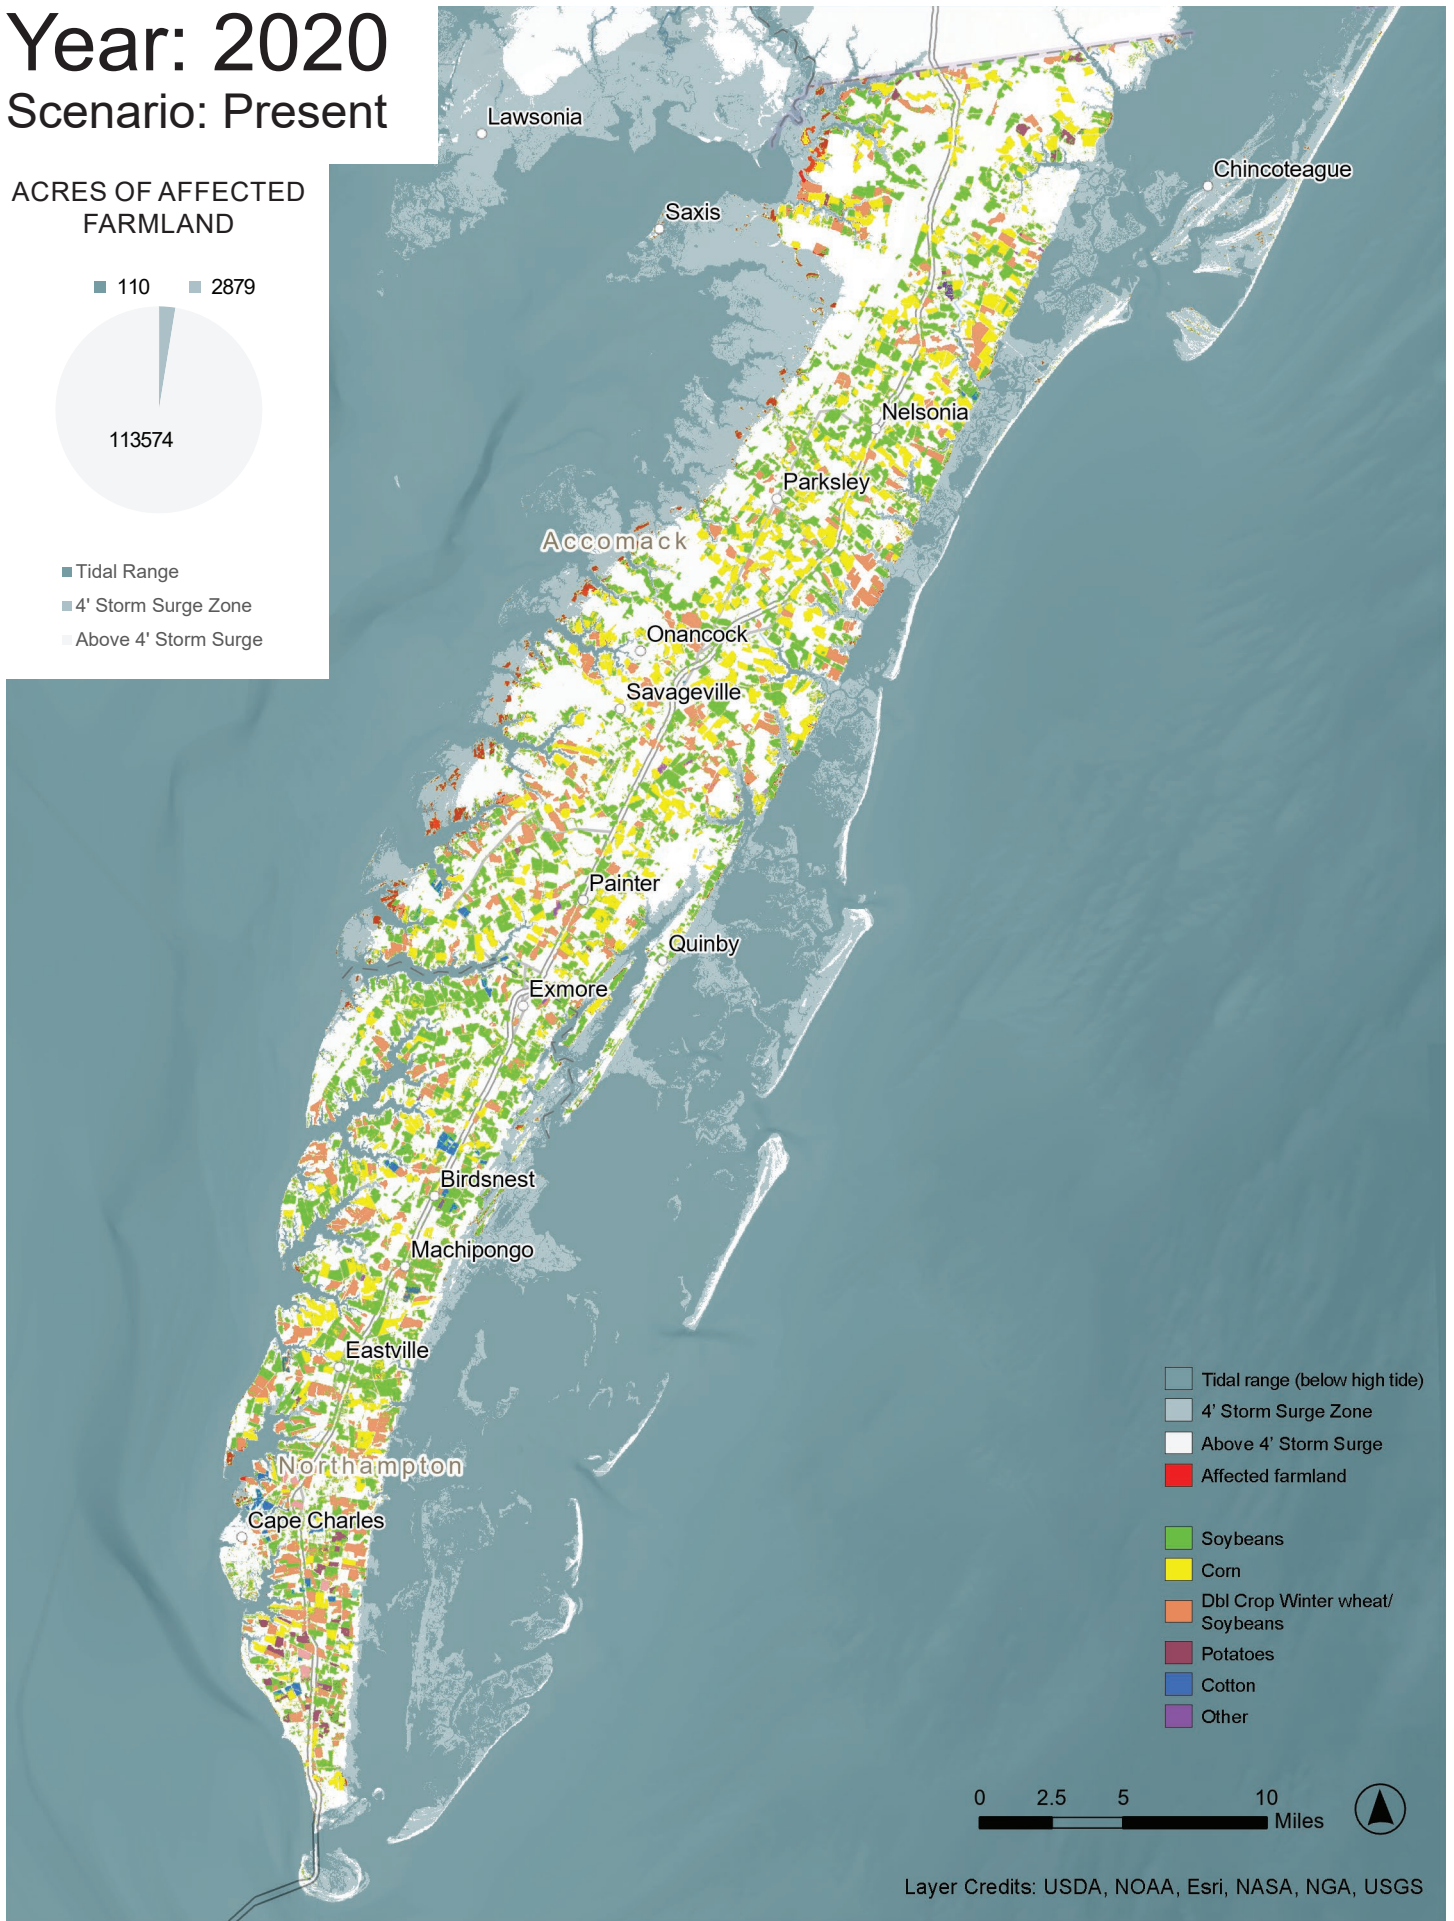 Year: 2020
Scenario: Present
ACRES OF AFFECTED
FARMLAND
110
2879
113574
Tidal Range
4' Storm Surge Zone
Above 4' Storm Surge
Lawsonia
Chincoteague
Saxis
Nelsonia
Parksley
Accomack
Onancock
Savageville
Painter
Quinby
Exmore
Birdsnest
Machipongo
Eastville
Northampton
Cape Charles
Tidal range (below high tide)
4’ Storm Surge Zone
Above 4’ Storm Surge
Affected farmland
Soybeans
Corn
Dbl Crop Winter wheat/
Soybeans
Potatoes
Cotton
Other
0 2.5 5 10
Miles
Layer Credits: USDA, NOAA, Esri, NASA, NGA, USGS